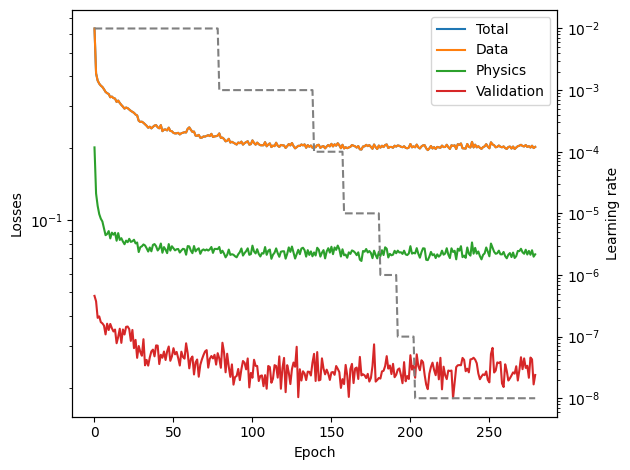 Total
Data
Physics
Validation
Losses
10⁻¹
Learning rate
10⁻²
10⁻³
10⁻⁴
10⁻⁵
10⁻⁶
10⁻⁷
10⁻⁸
0 50 100 150 200 250
Epoch